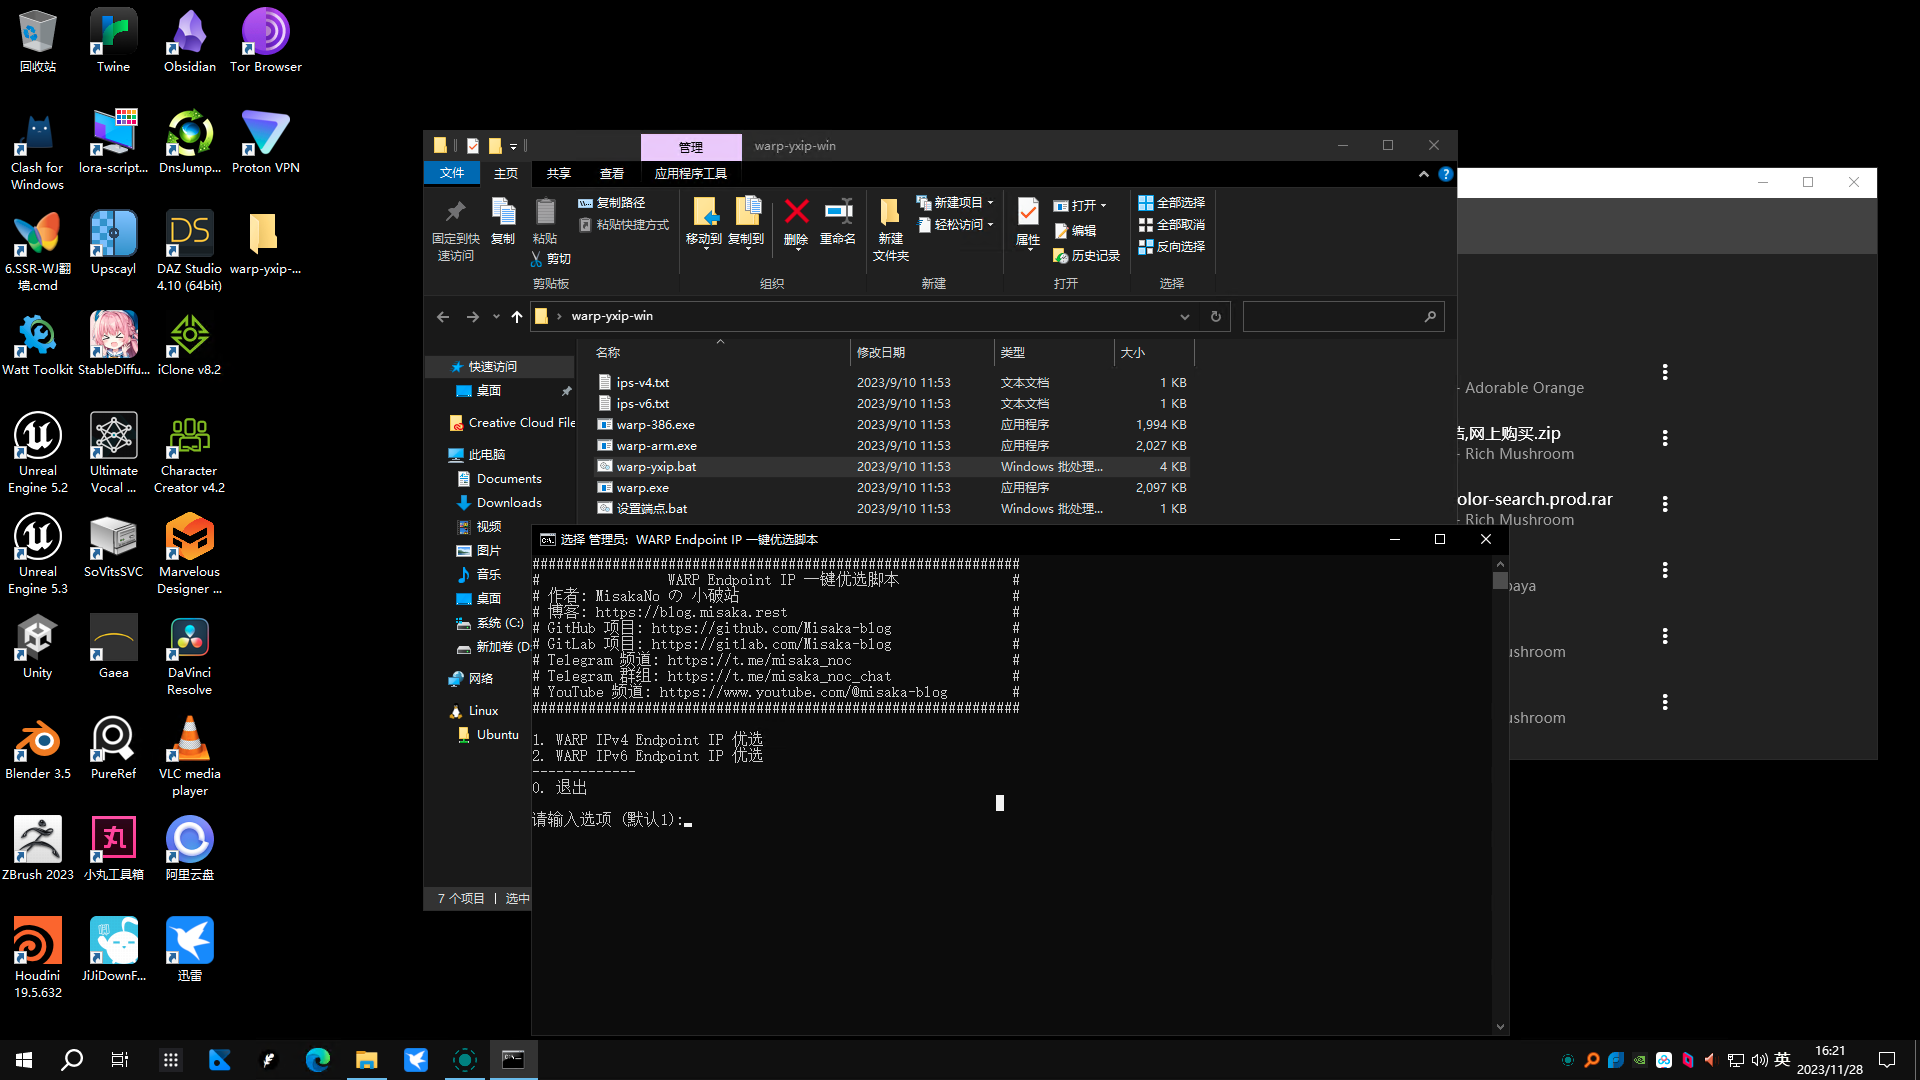 回收站
Twine
Obsidian
Tor Browser
Clash for Windows
lora-script...
DnsJump...
Proton VPN
6.SSR-WJ翻墙.cmd
Upscayl
DAZ Studio 4.10 (64bit)
warp-yxip-...
Watt Toolkit
StableDiffu...
iClone v8.2
Unreal Engine 5.2
Ultimate Vocal ...
Character Creator v4.2
Unreal Engine 5.3
SoVitsSVC
Marvelous Designer ...
Unity
Gaea
DaVinci Resolve
Blender 3.5
PureRef
VLC media player
ZBrush 2023
小丸工具箱
阿里云盘
Houdini 19.5.632
JiJiDownF...
迅雷
管理
warp-yxip-win
文件
主页
共享
查看
应用程序工具
固定到快速访问
复制
粘贴
复制路径
粘贴快捷方式
剪切
剪贴板
移动到
复制到
删除
重命名
组织
新建文件夹
新建项目
轻松访问
新建
属性
打开
编辑
历史记录
打开
全部选择
全部取消
反向选择
选择
warp-yxip-win
快速访问
桌面
Creative Cloud File
此电脑
Documents
Downloads
视频
图片
音乐
桌面
系统 (C:)
新加卷 (D:
网络
Linux
Ubuntu
名称 修改日期 类型 大小
ips-v4.txt 2023/9/10 11:53 文本文档 1 KB
ips-v6.txt 2023/9/10 11:53 文本文档 1 KB
warp-386.exe 2023/9/10 11:53 应用程序 1,994 KB
warp-arm.exe 2023/9/10 11:53 应用程序 2,027 KB
warp-yxip.bat 2023/9/10 11:53 Windows 批处理... 4 KB
warp.exe 2023/9/10 11:53 应用程序 2,097 KB
设置端点.bat 2023/9/10 11:53 Windows 批处理... 1 KB
7 个项目 选中
选择 管理员: WARP Endpoint IP 一键优选脚本
#############################################################
# WARP Endpoint IP 一键优选脚本 #
# 作者: MisakaNo の 小破站 #
# 博客: https://blog.misaka.rest #
# GitHub 项目: https://github.com/Misaka-blog #
# GitLab 项目: https://gitlab.com/Misaka-blog #
# Telegram 频道: https://t.me/misaka_noc #
# Telegram 群组: https://t.me/misaka_noc_chat #
# YouTube 频道: https://www.youtube.com/@misaka-blog #
#############################################################
1. WARP IPv4 Endpoint IP 优选
2. WARP IPv6 Endpoint IP 优选
-------------
0. 退出
请输入选项 (默认1):
- Adorable Orange
,网上购买.zip
- Rich Mushroom
olor-search.prod.rar
- Rich Mushroom
aya
ushroom
ushroom
英
16:21
2023/11/28